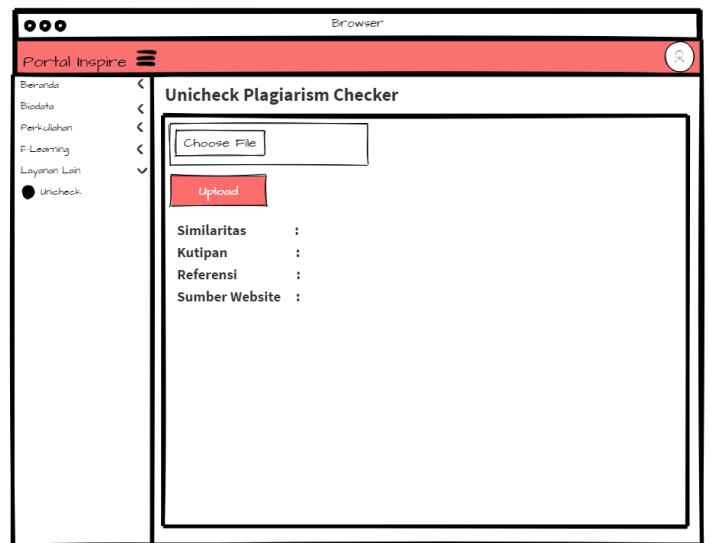 Browser
Portal Inspire
Beranda
Biodata
Perkuliahan
E-Learning
Layanan Lain
Unicheck
Unicheck Plagiarism Checker
Choose File
Upload
Similaritas :
Kutipan :
Referensi :
Sumber Website :